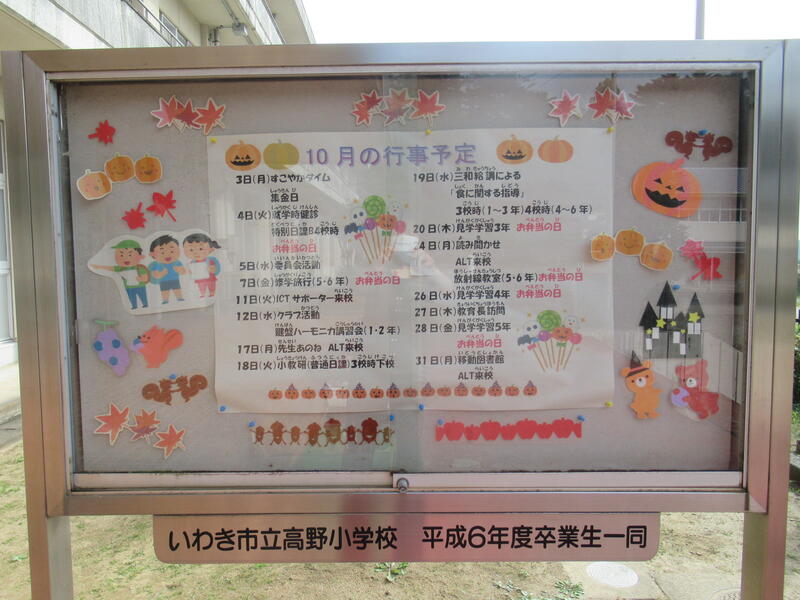 10月の行事予定
3日(月)すこやかタイム
集金日
4日(火)就学時健診
特別日課B4校時
お弁当の日
5日(水)委員会活動
7日(金)修学旅行(5・6年) お弁当の日
11日(火)ICTサポーター来校
12日(水)クラブ活動
鍵盤ハーモニカ講習会(1・2年)
17日(月)先生あのね ALT来校
18日(火)小教研(普通日課)3校時下校
19日(水)三和給講による
「食に関する指導」
3校時(1～3年)4校時(4～6年)
20日(木)見学学習3年 お弁当の日
24日(月)読み聞かせ
ALT来校
放射線教室(5・6年)お弁当の日
26日(水)見学学習4年 お弁当の日
27日(木)教育長訪問
28日(金)見学学習5年
お弁当の日
31日(月)移動図書館
ALT来校
いわき市立高野小学校 平成6年度卒業生一同